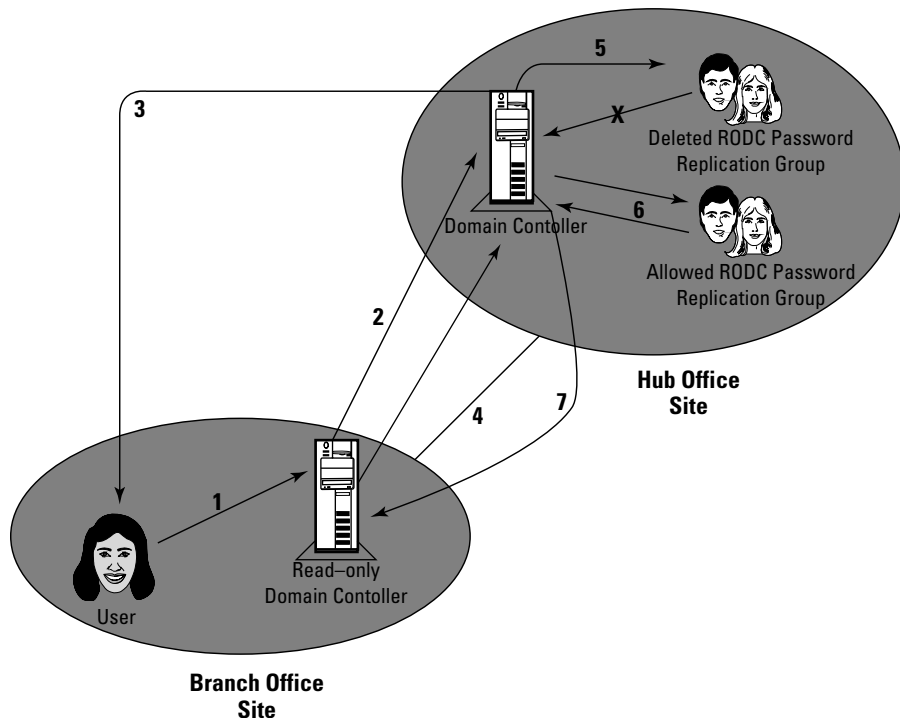 5
3
X
Deleted RODC Password
Replication Group
6
Domain Contoller
Allowed RODC Password
Replication Group
2
Hub Office
Site
4
7
1
Read–only
Domain Contoller
User
Branch Office
Site